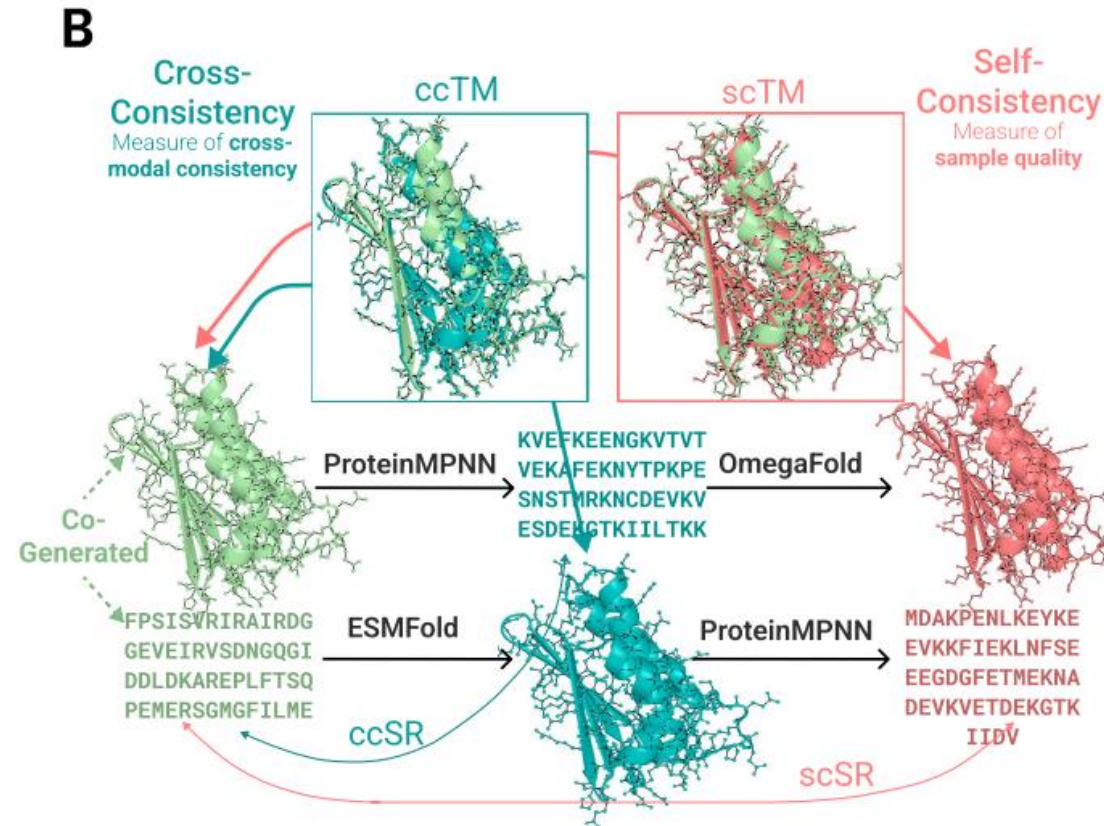 B
Cross-
Consistency
Measure of cross-
modal consistency
ccTM
scTM
Self-
Consistency
Measure of
sample quality
Co-
Generated
ProteinMPNN
KVEFKEENGKVTVT
VEKAFEKNYTPKPE
SNSTMRKNCDEVKV
ESDEKGTKIILTKK
OmegaFold
FPSISVRIRAIRDG
GEVEIRVSDNGQGI
DDLDKAREPLFTSQ
PEMERSGMGFILME
ESMFold
ProteinMPNN
MDAKPENLKEYKE
EVKKFIEKLNFSE
EEGDGFETMEKNA
DEVKVETDEKGTK
IIDV
ccSR
scSR